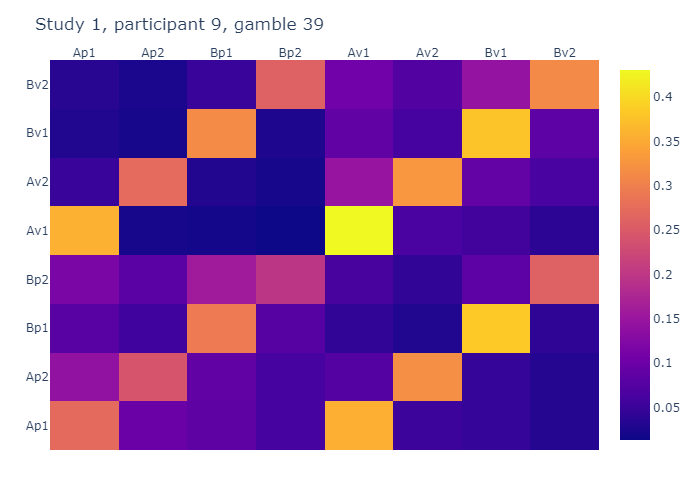 Study 1, participant 9, gamble 39
Ap1 Ap2 Bp1 Bp2 Av1 Av2 Bv1 Bv2
Bv2
Bv1
Av2
Av1
Bp2
Bp1
Ap2
Ap1
0.4
0.35
0.3
0.25
0.2
0.15
0.1
0.05